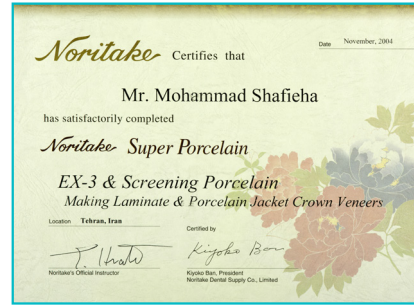 Noritake Certifies that
Date November, 2004
Mr. Mohammad Shafieha
has satisfactorily completed
Noritake Super Porcelain
EX-3 & Screening Porcelain
Making Laminate & Porcelain Jacket Crown Veneers
Location Tehran, Iran
Certified by
Kiyoko Ban
Noritake's Official Instructor
Kiyoko Ban, President
Noritake Dental Supply Co., Limited